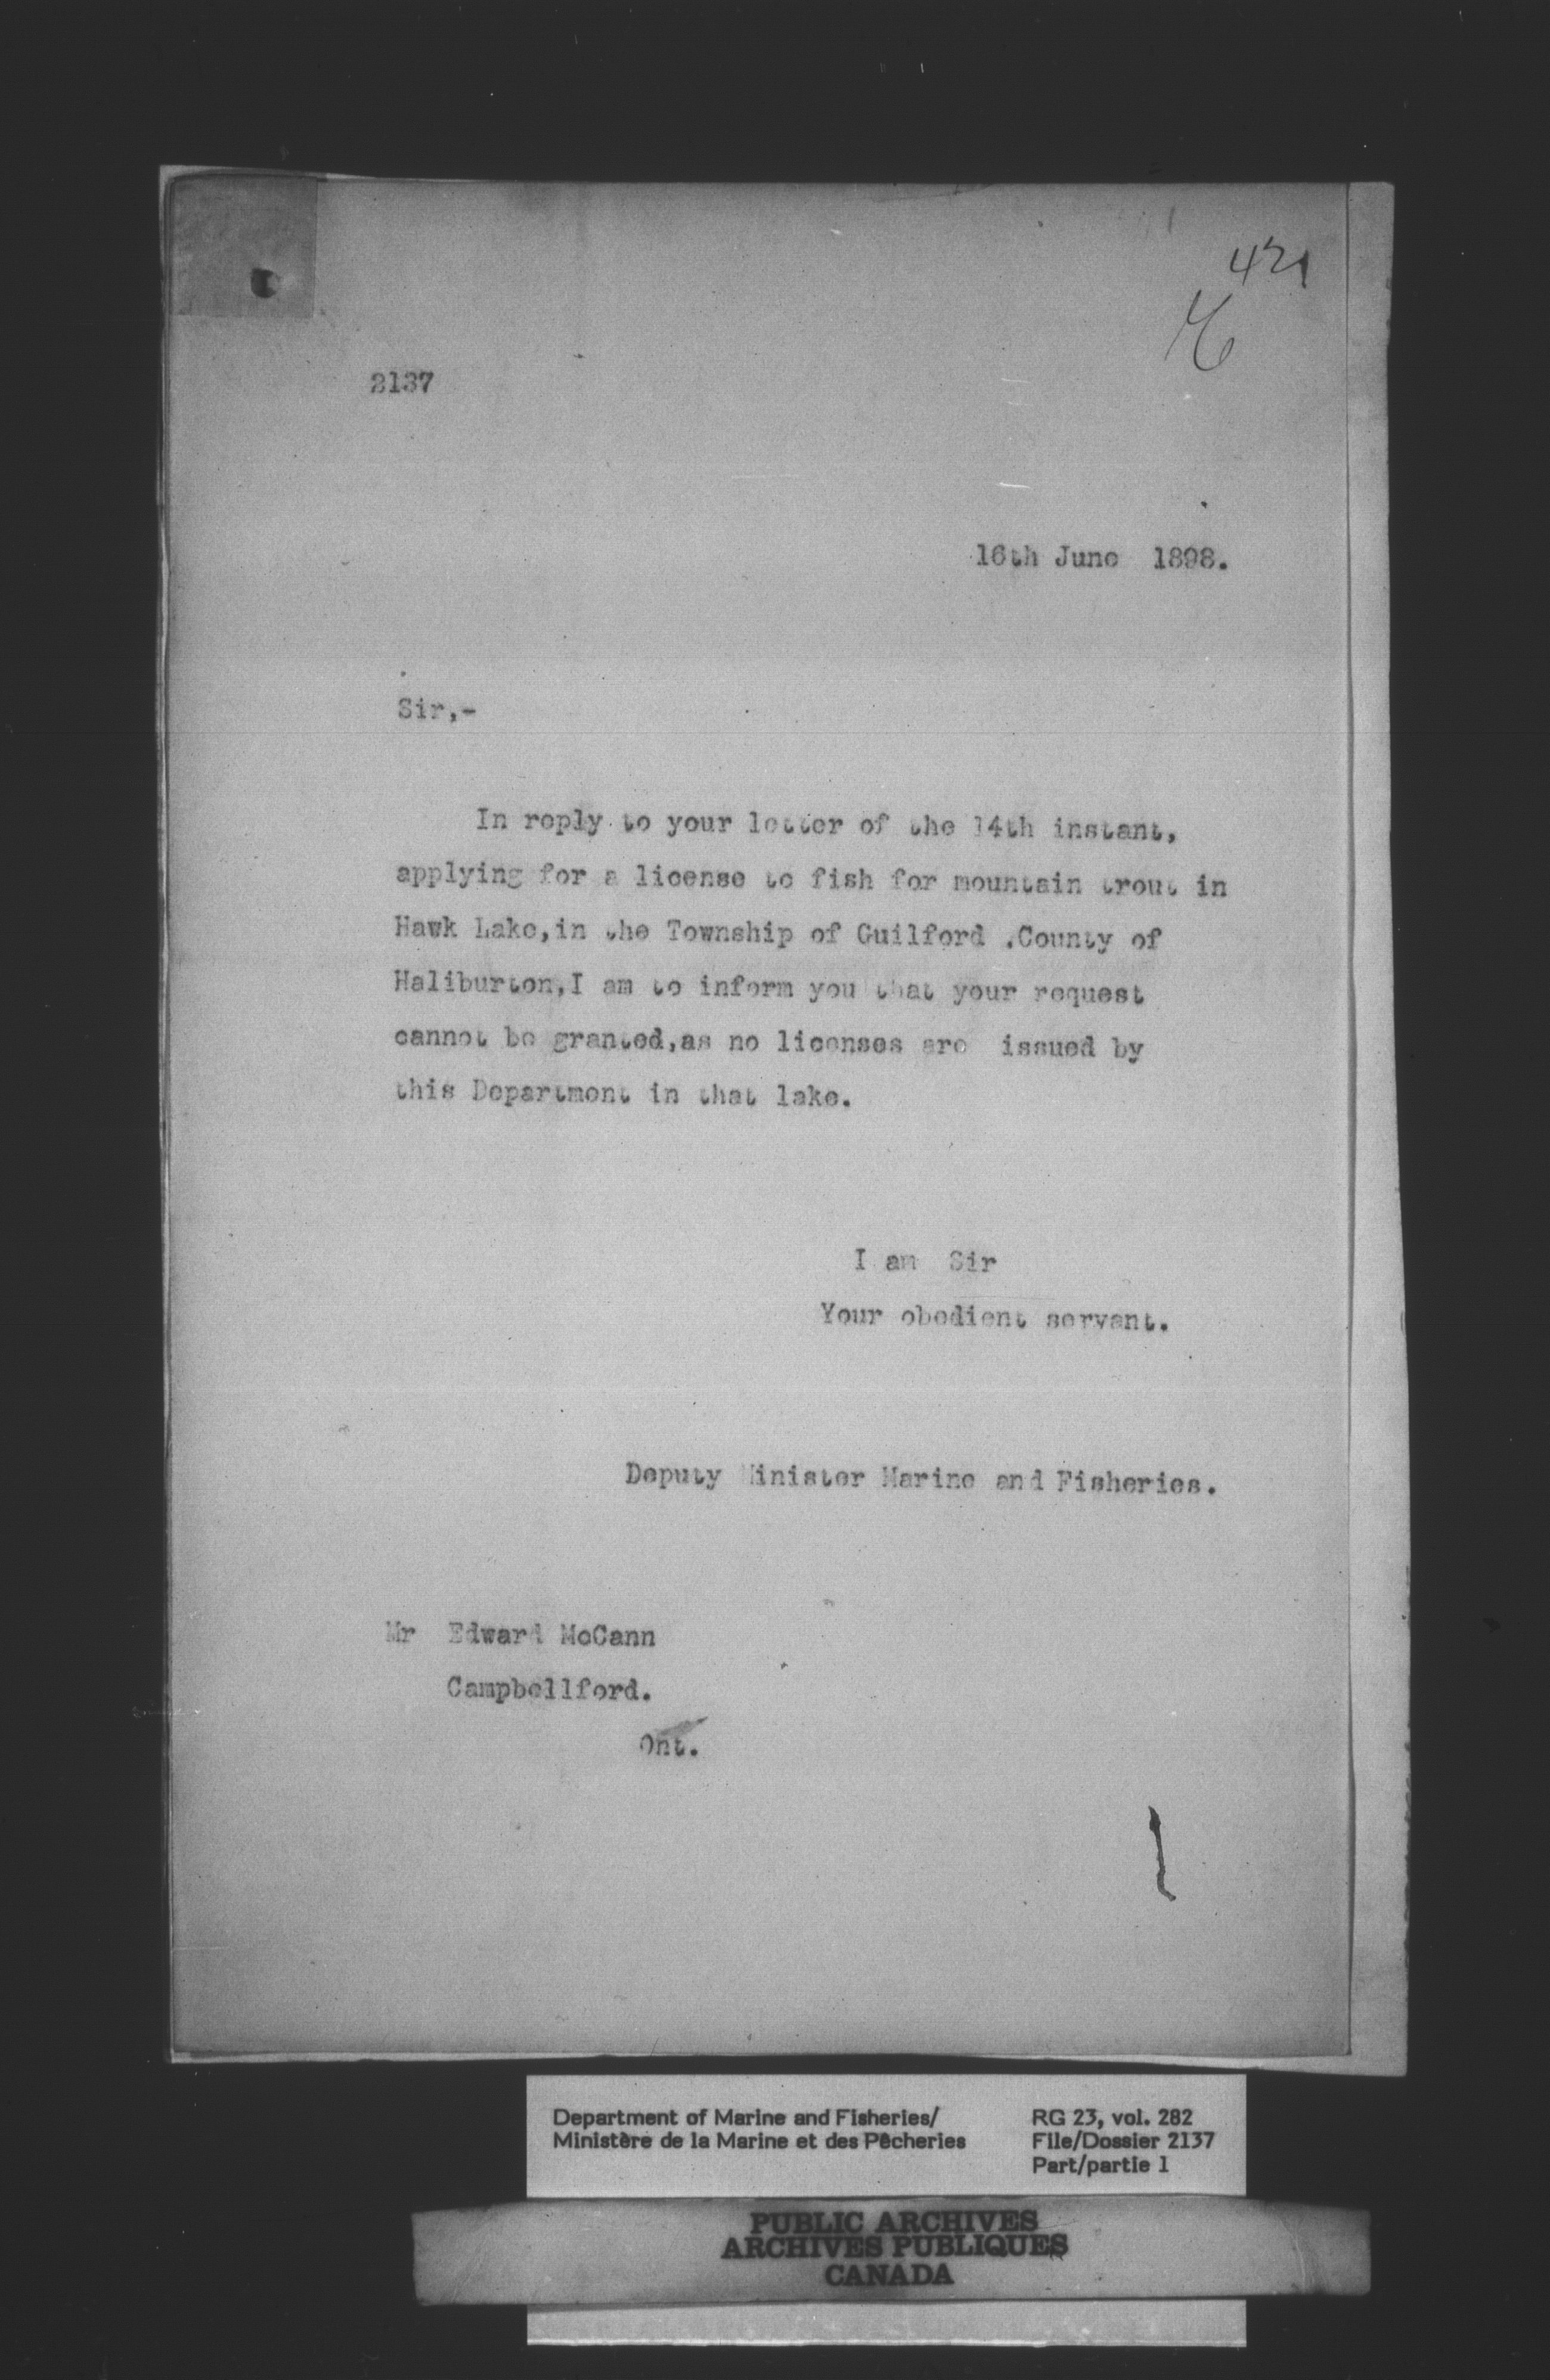 421
2137
16th June 1898.
Sir,-
In reply to your letter of the 14th instant,
applying for a license to fish for mountain trout in
Hawk Lake,in the Township of Guilford .County of
Haliburton,I am to inform you that your request
cannot be granted,as no licenses are issued by
this Department in that lake.
I am Sir
Your obedient servant.
Deputy Minister Marine and Fisheries.
Mr Edward McCann
Campbellford.
Ont.
Department of Marine and Fisheries/
Ministère de la Marine et des Pêcheries
RG 23, vol. 282
File/Dossier 2137
Part/partie 1
PUBLIC ARCHIVES
ARCHIVES PUBLIQUES
CANADA